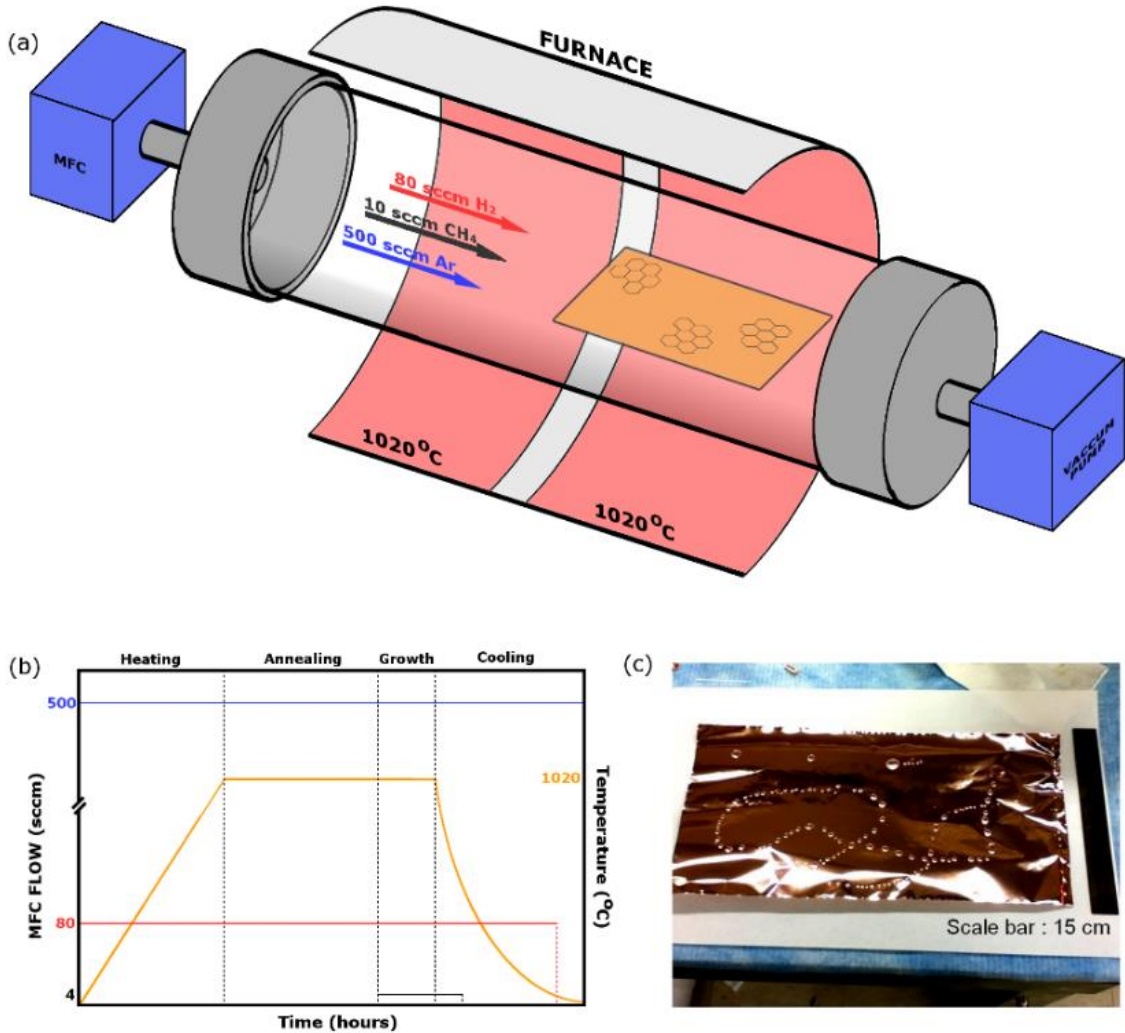 (a)
FURNACE
MFC
80 sccm H₂
10 sccm CH₄
500 sccm Ar
1020°C
1020°C
VACCUM
PUMP
(b)
Heating Annealing Growth Cooling
500
1020
MFC FLOW (sccm)
Temperature (°C)
80
4
Time (hours)
(c)
Scale bar : 15 cm